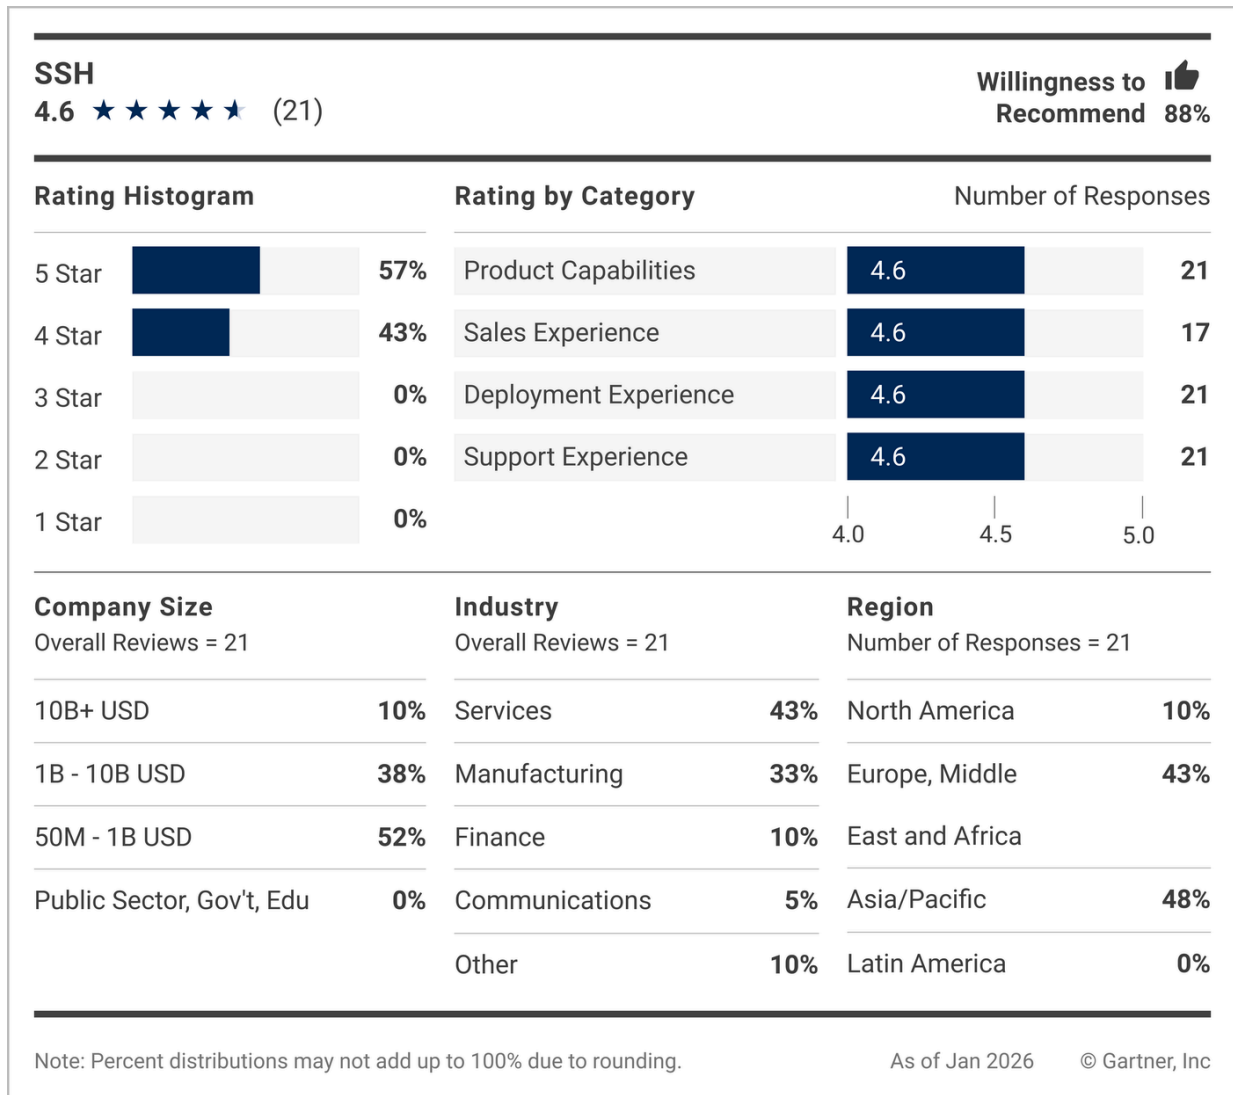 SSH
4.6 ★ ★ ★ ★ ★ (21)
Willingness to
Recommend 88%
Rating Histogram
5 Star 57%
4 Star 43%
3 Star 0%
2 Star 0%
1 Star 0%
Rating by Category Number of Responses
Product Capabilities 4.6 21
Sales Experience 4.6 17
Deployment Experience 4.6 21
Support Experience 4.6 21
4.0 4.5 5.0
Company Size
Overall Reviews = 21
10B+ USD 10%
1B - 10B USD 38%
50M - 1B USD 52%
Public Sector, Gov't, Edu 0%
Industry
Overall Reviews = 21
Services 43%
Manufacturing 33%
Finance 10%
Communications 5%
Other 10%
Region
Number of Responses = 21
North America 10%
Europe, Middle 43%
East and Africa
Asia/Pacific 48%
Latin America 0%
Note: Percent distributions may not add up to 100% due to rounding. As of Jan 2026 © Gartner, Inc